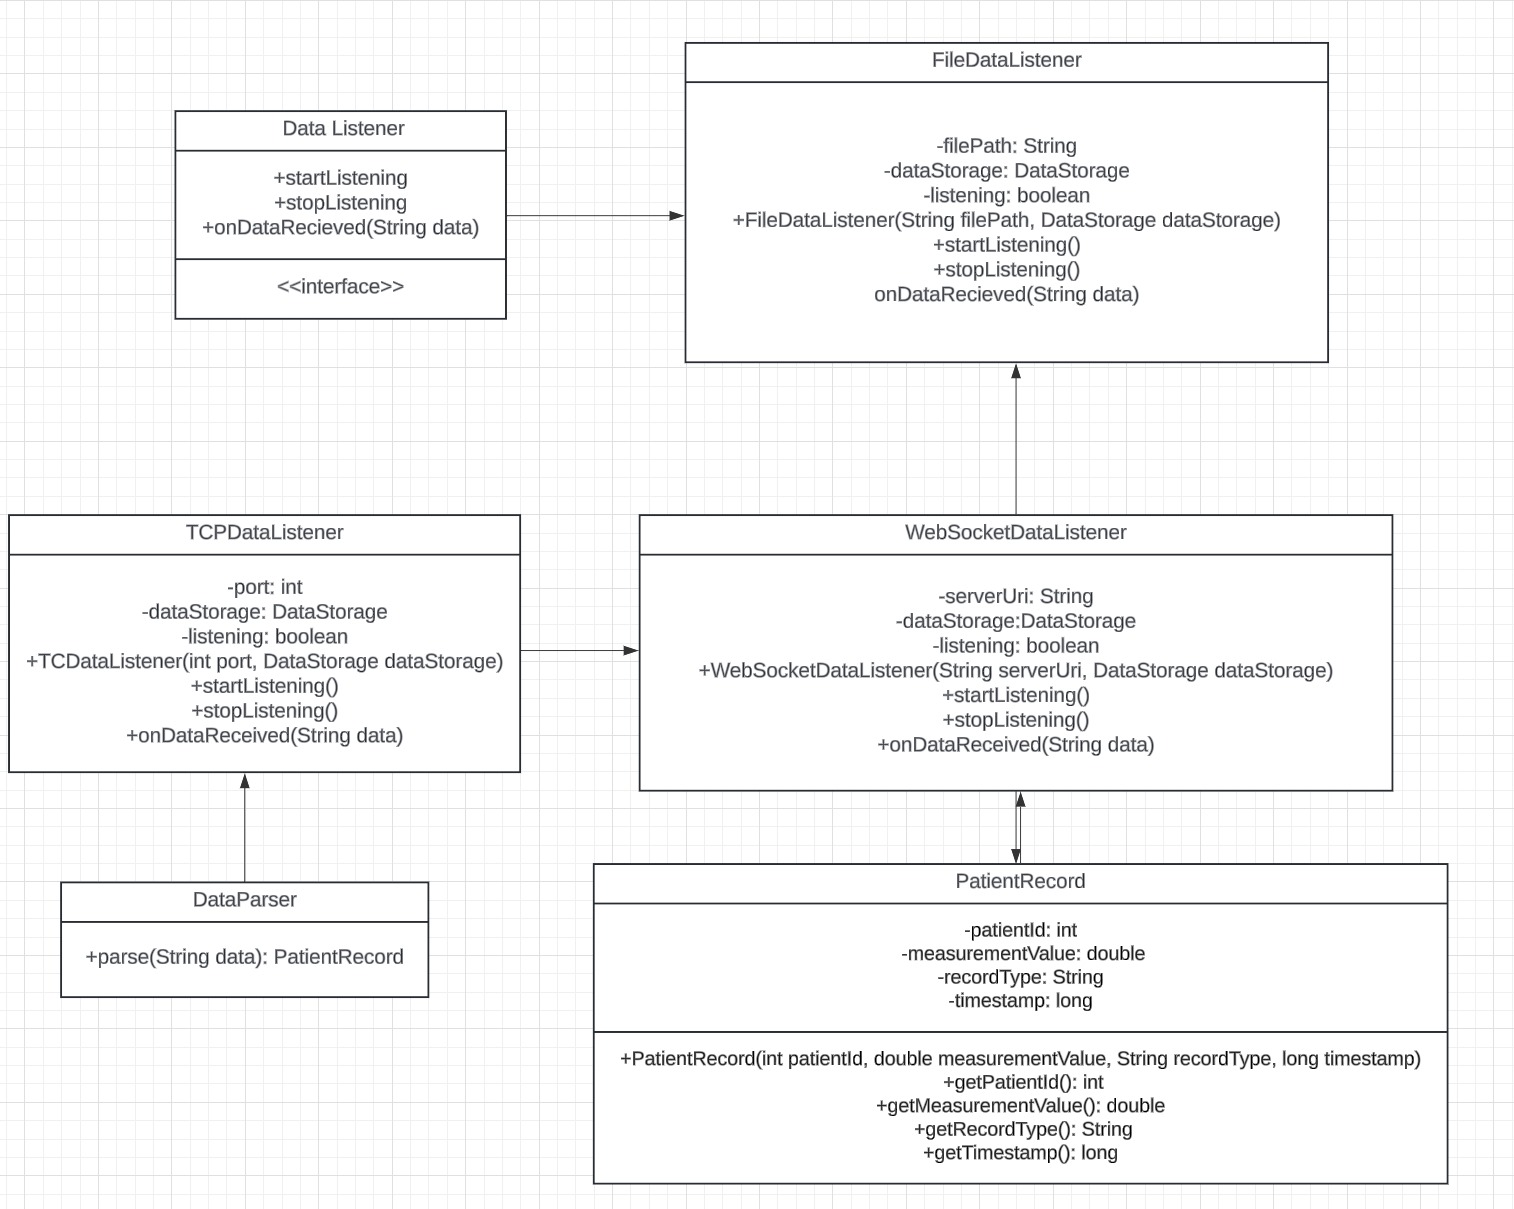 FileDataListener
-filePath: String
-dataStorage: DataStorage
-listening: boolean
+FileDataListener(String filePath, DataStorage dataStorage)
+startListening()
+stopListening()
onDataRecieved(String data)
Data Listener
+startListening
+stopListening
+onDataRecieved(String data)
<<interface>>
TCPDataListener
-port: int
-dataStorage: DataStorage
-listening: boolean
+TCDataListener(int port, DataStorage dataStorage)
+startListening()
+stopListening()
+onDataReceived(String data)
WebSocketDataListener
-serverUri: String
-dataStorage:DataStorage
-listening: boolean
+WebSocketDataListener(String serverUri, DataStorage dataStorage)
+startListening()
+stopListening()
+onDataReceived(String data)
DataParser
+parse(String data): PatientRecord
PatientRecord
-patientId: int
-measurementValue: double
-recordType: String
-timestamp: long
+PatientRecord(int patientId, double measurementValue, String recordType, long timestamp)
+getPatientId(): int
+getMeasurementValue(): double
+getRecordType(): String
+getTimestamp(): long